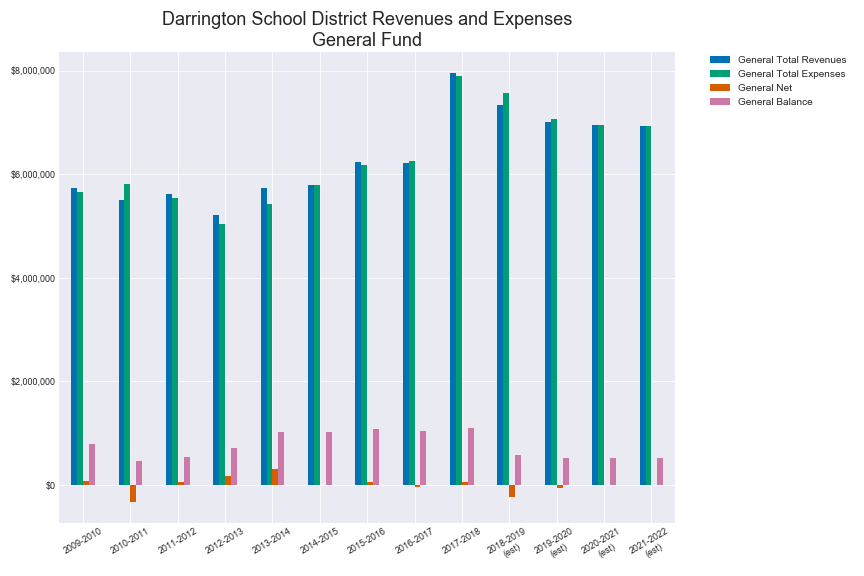 Darrington School District Revenues and Expenses
General Fund
General Total Revenues
General Total Expenses
General Net
General Balance
$8,000,000
$6,000,000
$4,000,000
$2,000,000
$0
2009-2010
2010-2011
2011-2012
2012-2013
2013-2014
2014-2015
2015-2016
2016-2017
2017-2018
2018-2019
(est)
2019-2020
(est)
2020-2021
(est)
2021-2022
(est)